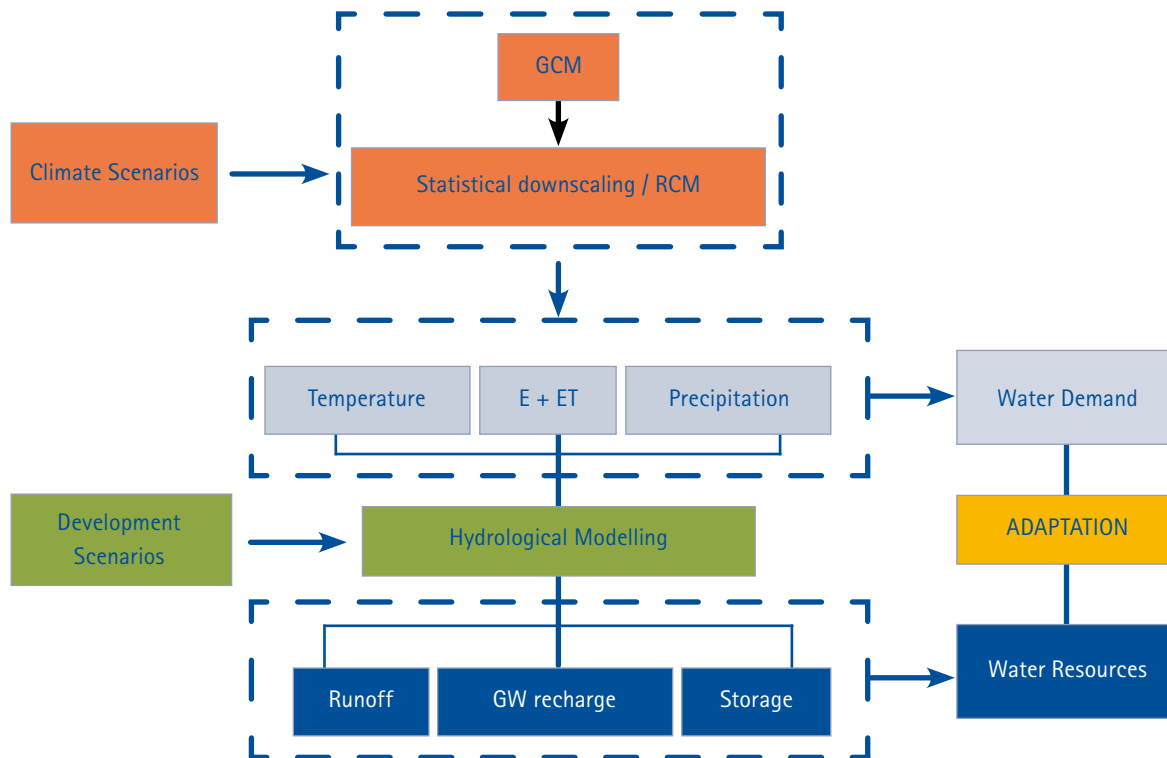 GCM
Climate Scenarios
Statistical downscaling / RCM
Temperature
E + ET
Precipitation
Water Demand
Development
Scenarios
Hydrological Modelling
ADAPTATION
Runoff
GW recharge
Storage
Water Resources